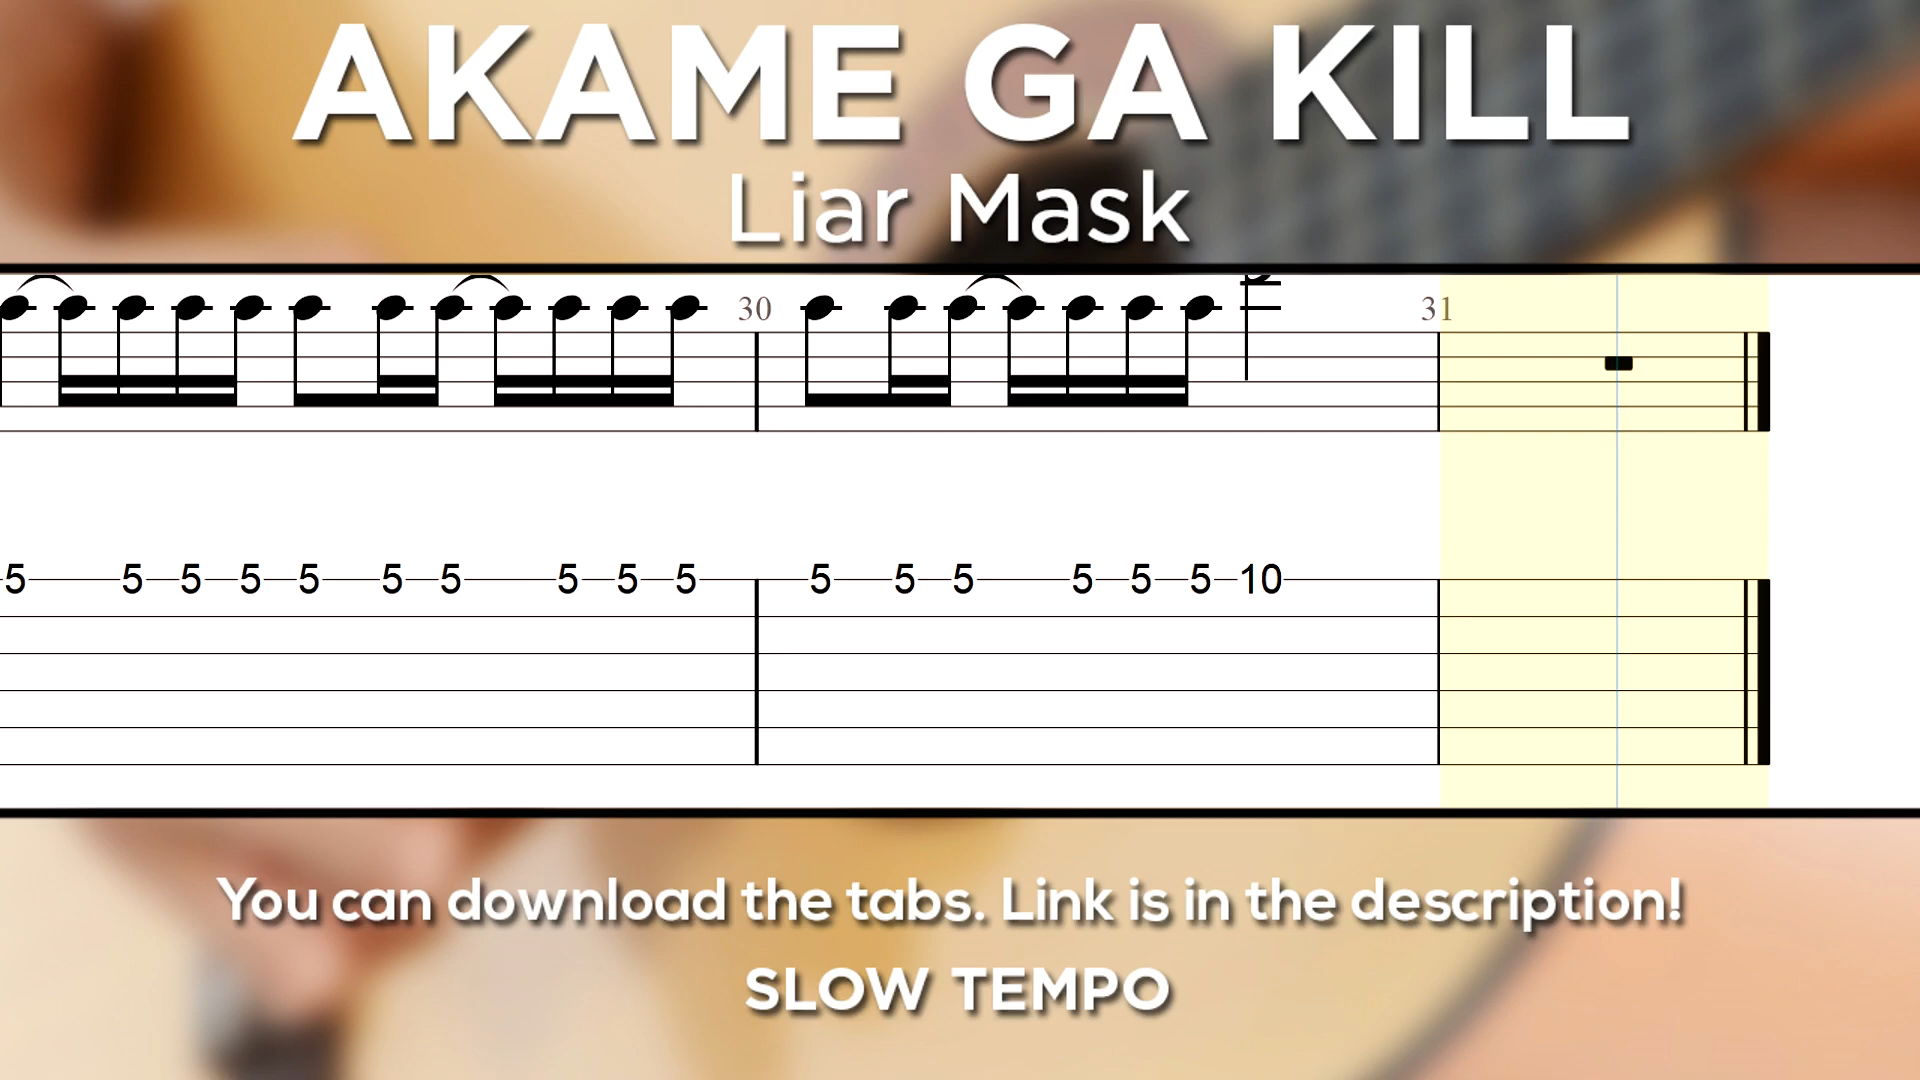 AKAME GA KILL
Liar Mask
30 31
5 5 5 5 5 5 5 5 5 5 5 5 5 5 5 5 10
You can download the tabs. Link is in the description!
SLOW TEMPO